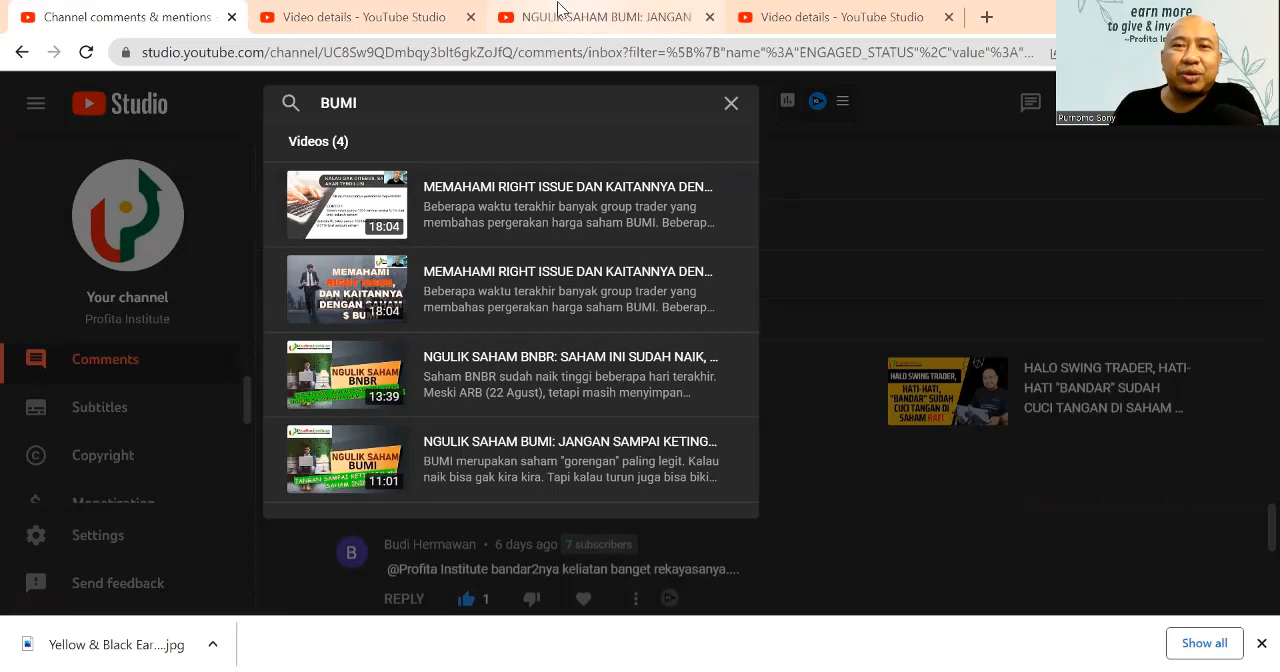 Channel comments & mentions -
Video details - YouTube Studio
NGULIK SAHAM BUMI: JANGAN
Video details - YouTube Studio
studio.youtube.com/channel/UC8Sw9QDmbqy3blt6gkZoJfQ/comments/inbox?filter=%5B%7B"name"%3A"ENGAGED_STATUS"%2C"value"%3A...
earn more
to give &
Purnomo Sony
Studio
BUMI
Videos (4)
MEMAHAMI RIGHT ISSUE DAN KAITANNYA DEN...
Beberapa waktu terakhir banyak group trader yang
membahas pergerakan harga saham BUMI. Beberap...
18:04
MEMAHAMI
RIGHT ISSUE,
DAN KAITANNYA
DENGAN SAHAM
$ BUMI
18:04
MEMAHAMI RIGHT ISSUE DAN KAITANNYA DEN...
Beberapa waktu terakhir banyak group trader yang
membahas pergerakan harga saham BUMI. Beberap...
NGULIK SAHAM
BNBR
13:39
NGULIK SAHAM BNBR: SAHAM INI SUDAH NAIK, ...
Saham BNBR sudah naik tinggi beberapa hari terakhir.
Meski ARB (22 Agust), tetapi masih menyimpan...
NGULIK SAHAM
BUMI
11:01
NGULIK SAHAM BUMI: JANGAN SAMPAI KETING...
BUMI merupakan saham "gorengan" paling legit. Kalau
naik bisa gak kira kira. Tapi kalau turun juga bisa biki...
Your channel
Profita Institute
Comments
Subtitles
Copyright
Monetization
Settings
Send feedback
HALO SWING TRADER,
HATI-HATI,
"BANDAR" SUDAH
CUCI TANGAN DI
SAHAM RAFI
HALO SWING TRADER, HATI-
HATI "BANDAR" SUDAH
CUCI TANGAN DI SAHAM ...
B
Budi Hermawan • 6 days ago 7 subscribers
@Profita Institute bandar2nya keliatan banget rekayasanya....
REPLY
1
Yellow & Black Ear....jpg
Show all